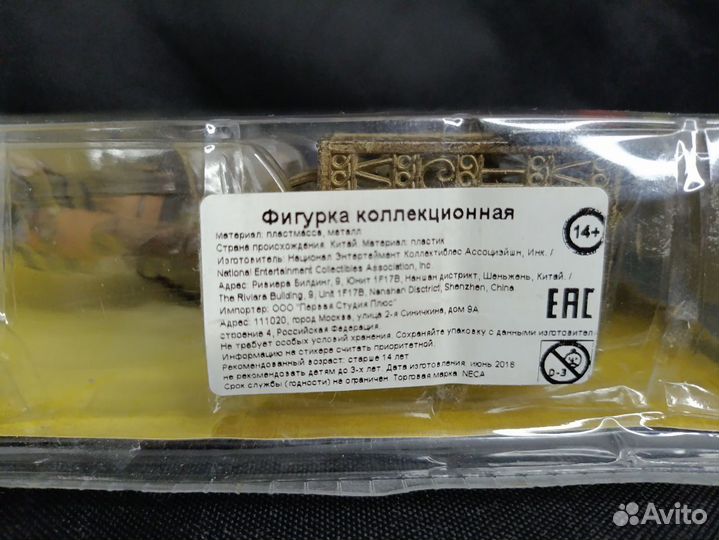 Фигурка коллекционная
14+
Материал: пластмасса, металл
Страна происхождения: Китай. Материал: пластик
Изготовитель: Национал Энтертеймент Коллектиблес Ассоциэйшн, Инк. /
National Entertainment Collectibles Association, Inc
Адрес: Ривиера Билдинг, 9, Юнит 1F17B, Наншан дистрикт, Шеньжень, Китай. /
The Riviera Building, 9, Unit 1F17B, Nanshan Disctrict, Shenzhen, China
Импортер: ООО "Первая Студия Плюс"
Адрес: 111020, город Москва, улица 2-я Синичкина, дом 9А
строение 4, Российская Федерация.
Не требует особых условий хранения. Сохраняйте упаковку с данными изготовител
Информацию на стикере считать приоритетной.
Рекомендованный возраст: старше 14 лет
не рекомендовать детям до 3-х лет. Дата изготовления: июнь 2016
Срок службы (годности) не ограничен. Торговая марка: NECA
EAC
0-3
Avito